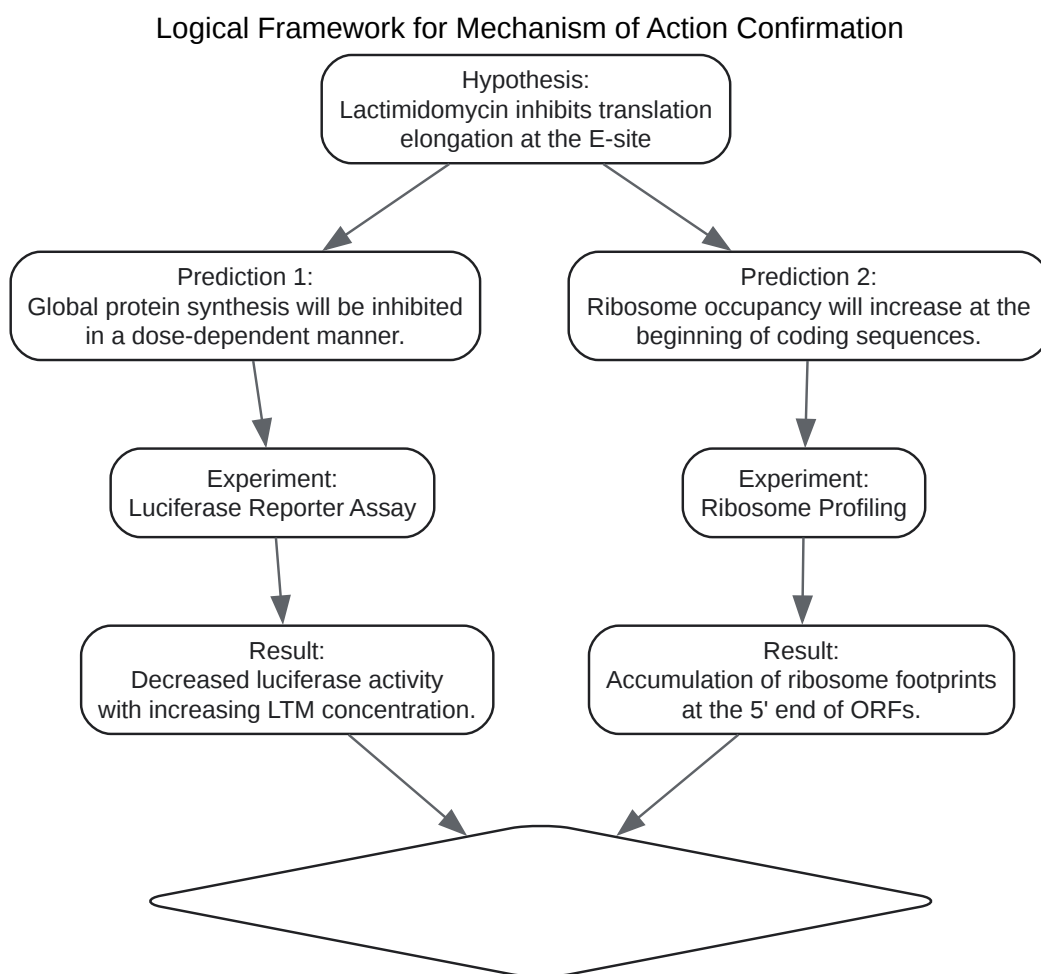 Logical Framework for Mechanism of Action Confirmation
Hypothesis:
Lactimidomycin inhibits translation
elongation at the E-site
Prediction 1:
Global protein synthesis will be inhibited
in a dose-dependent manner.
Prediction 2:
Ribosome occupancy will increase at the
beginning of coding sequences.
Experiment:
Luciferase Reporter Assay
Experiment:
Ribosome Profiling
Result:
Decreased luciferase activity
with increasing LTM concentration.
Result:
Accumulation of ribosome footprints
at the 5' end of ORFs.